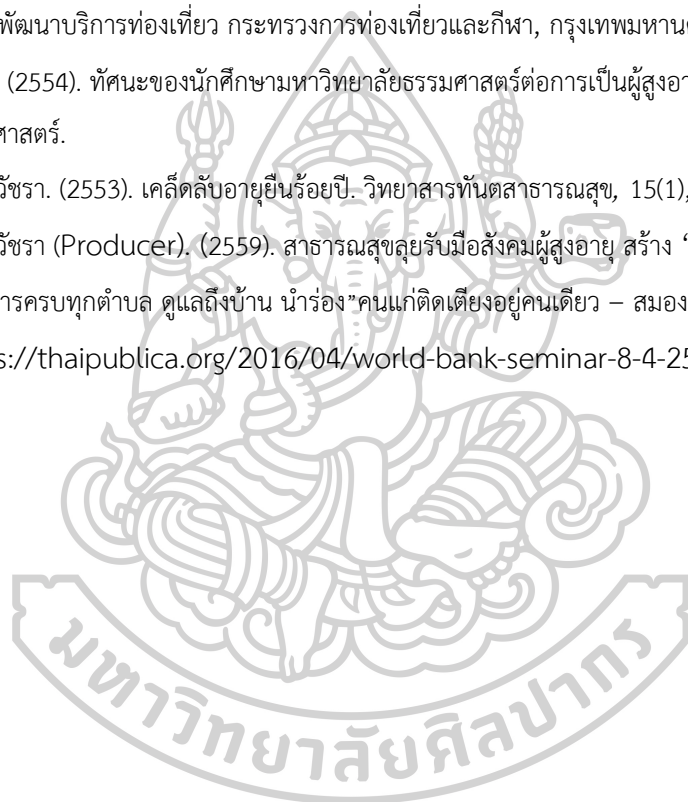 พัฒนาบริการท่องเที่ยว กระทรวงการท่องเที่ยวและกีฬา, กรุงเทพมหานค
(2554). ทัศนะของนักศึกษามหาวิทยาลัยธรรมศาสตร์ต่อการเป็นผู้สูงอา
ศาสตร์.
วัชรา. (2553). เคล็ดลับอายุยืนร้อยปี. วิทยาสารทันตสาธารณสุข, 15(1),
วัชรา (Producer). (2559). สาธารณสุขลุยรับมือสังคมผู้สูงอายุ สร้าง “
ารครบทุกตำบล ดูแลถึงบ้าน นำร่อง”คนแก่ติดเตียงอยู่คนเดียว – สมอง
s://thaipublica.org/2016/04/world-bank-seminar-8-4-25
มหาวิทยาลัยศิลปากร